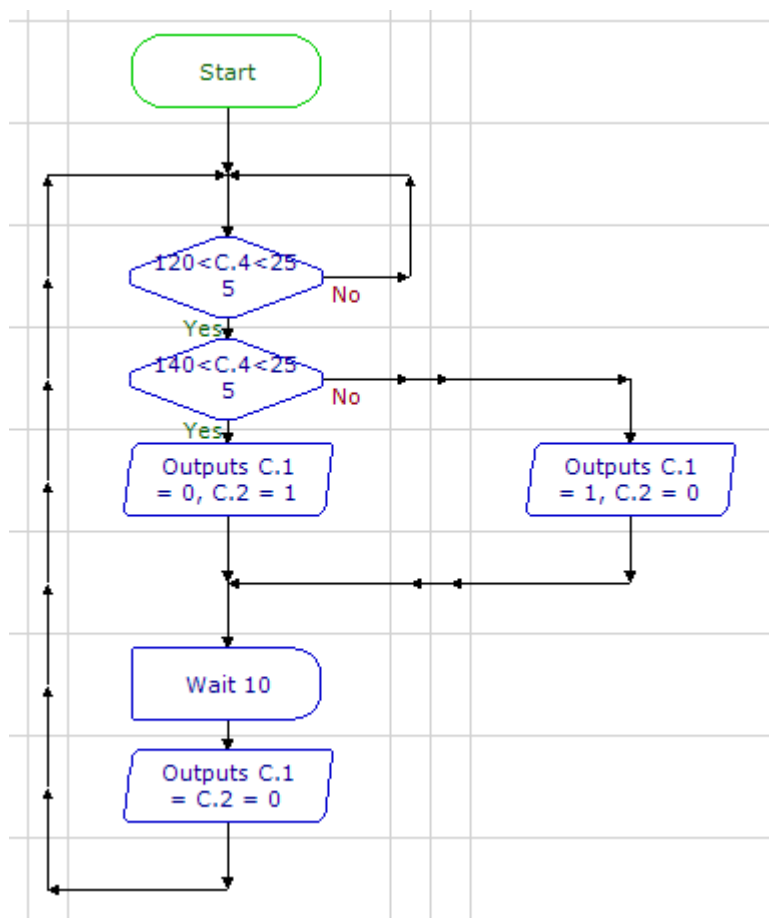 Start
120<C.4<25
5
No
Yes
140<C.4<25
5
No
Yes
Outputs C.1
= 0, C.2 = 1
Outputs C.1
= 1, C.2 = 0
Wait 10
Outputs C.1
= C.2 = 0